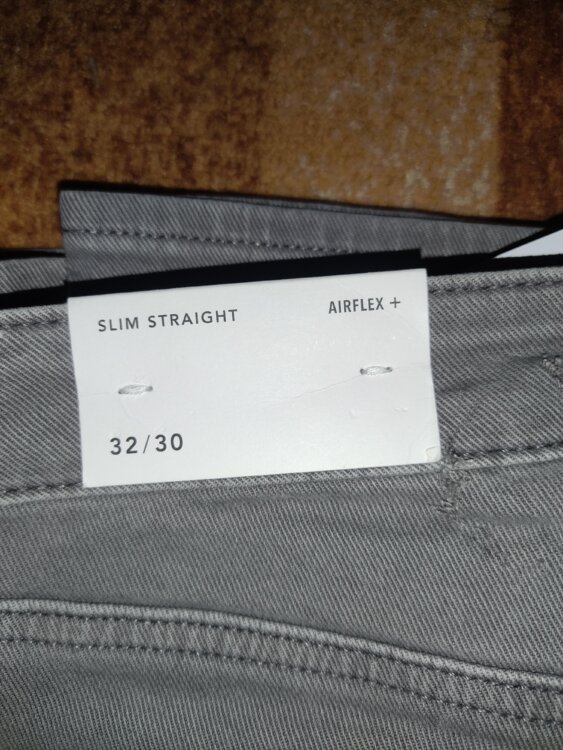 SLIM STRAIGHT
AIRFLEX +
32/30